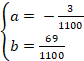 {a = − 3/1100
b = 69/1100